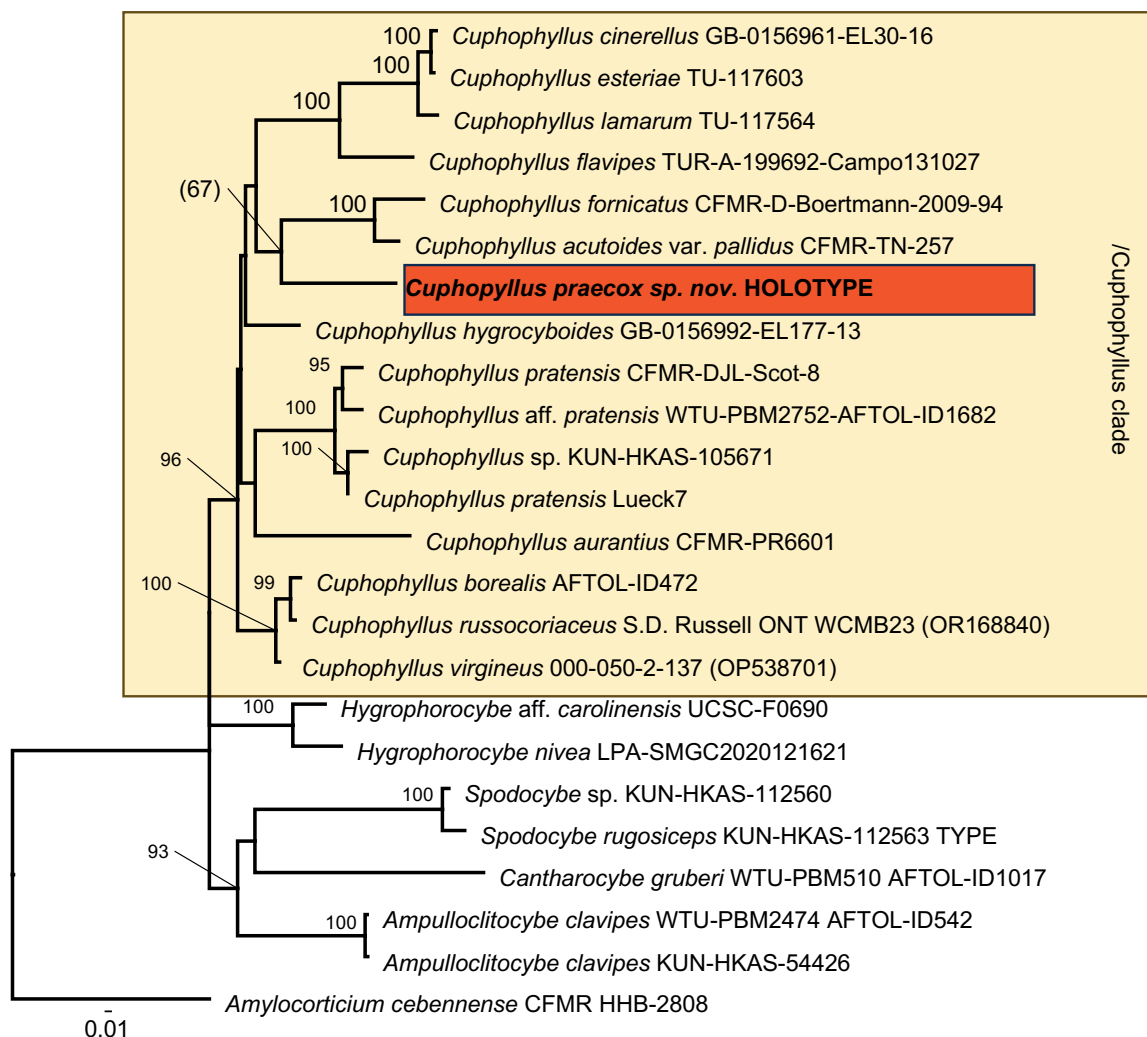 100
Cuphophyllus cinerellus GB-0156961-EL30-16
100
Cuphophyllus esteriae TU-117603
100
Cuphophyllus lamarum TU-117564
Cuphophyllus flavipes TUR-A-199692-Campo131027
(67)
100
Cuphophyllus fornicatus CFMR-D-Boertmann-2009-94
Cuphophyllus acutoides var. pallidus CFMR-TN-257
/Cuphophyllus clade
Cuphopyllus praecox sp. nov. HOLOTYPE
Cuphophyllus hygrocyboides GB-0156992-EL177-13
95
Cuphophyllus pratensis CFMR-DJL-Scot-8
100
Cuphophyllus aff. pratensis WTU-PBM2752-AFTOL-ID1682
100
Cuphophyllus sp. KUN-HKAS-105671
96
Cuphophyllus pratensis Lueck7
Cuphophyllus aurantius CFMR-PR6601
100
99
Cuphophyllus borealis AFTOL-ID472
Cuphophyllus russocoriaceus S.D. Russell ONT WCMB23 (OR168840)
Cuphophyllus virgineus 000-050-2-137 (OP538701)
100
Hygrophorocybe aff. carolinensis UCSC-F0690
Hygrophorocybe nivea LPA-SMGC2020121621
100
Spodocybe sp. KUN-HKAS-112560
Spodocybe rugosiceps KUN-HKAS-112563 TYPE
93
Cantharocybe gruberi WTU-PBM510 AFTOL-ID1017
100
Ampulloclitocybe clavipes WTU-PBM2474 AFTOL-ID542
Ampulloclitocybe clavipes KUN-HKAS-54426
Amylocorticium cebennense CFMR HHB-2808
0.01